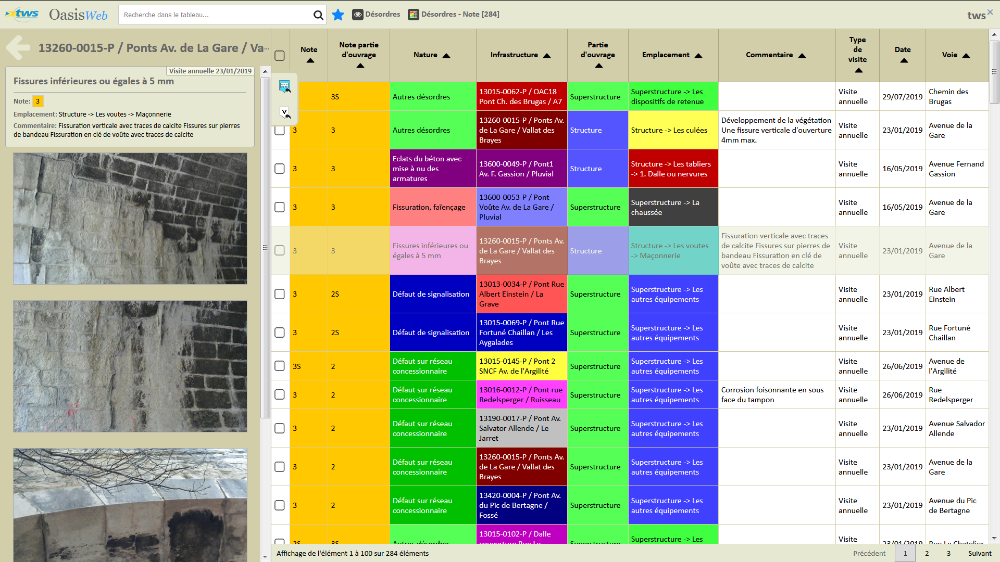 tws OasisWeb
Recherche dans le tableau...
Désordres
Désordres - Note [284]
tws
13260-0015-P / Ponts Av. de La Gare / Va...
Visite annuelle 23/01/2019
Fissures inférieures ou égales à 5 mm
Note: 3
Emplacement: Structure -> Les voutes -> Maçonnerie
Commentaire: Fissuration verticale avec traces de calcite Fissures sur pierres
de bandeau Fissuration en clé de voûte avec traces de calcite
Note
Note partie
d'ouvrage
Nature
Infrastructure
Partie
d'ouvrage
Emplacement
Commentaire
Type
de
visite
Date
Voie
V
3S
Autres désordres
13015-0062-P / OAC18
Pont Ch. des Brugas / A7
Superstructure
Superstructure -> Les
dispositifs de retenue
Visite
annuelle
29/07/2019
Chemin des
Brugas
3
3
Autres désordres
13260-0015-P / Ponts Av.
de La Gare / Vallat des
Brayes
Structure
Structure -> Les culées
Développement de la végétation
Une fissure verticale d'ouverture
4mm max.
Visite
annuelle
23/01/2019
Avenue de la
Gare
3
3
Eclats du béton avec
mise à nu des
armatures
13600-0049-P / Pont1
Av. F. Gassion / Pluvial
Structure
Structure -> Les tabliers
-> 1. Dalle ou nervures
Visite
annuelle
16/05/2019
Avenue Fernand
Gassion
3
3
Fissuration, faïençage
13600-0053-P / Pont-
Voûte Av. de La Gare /
Pluvial
Superstructure
Superstructure -> La
chaussée
Visite
annuelle
16/05/2019
Avenue de la
Gare
3
3
Fissures inférieures ou
égales à 5 mm
13260-0015-P / Ponts Av.
de La Gare / Vallat des
Brayes
Structure
Structure -> Les voutes
-> Maçonnerie
Fissuration verticale avec traces
de calcite Fissures sur pierres de
bandeau Fissuration en clé de
voûte avec traces de calcite
Visite
annuelle
23/01/2019
Avenue de la
Gare
3
2S
Défaut de signalisation
13013-0034-P / Pont Rue
Albert Einstein / La
Grave
Superstructure
Superstructure -> Les
autres équipements
Visite
annuelle
23/01/2019
Rue Albert
Einstein
3
2S
Défaut de signalisation
13015-0069-P / Pont Rue
Fortuné Chaillan / Les
Aygalades
Superstructure
Superstructure -> Les
autres équipements
Visite
annuelle
23/01/2019
Rue Fortuné
Chaillan
3S
2
Défaut sur réseau
concessionnaire
13015-0145-P / Pont 2
SNCF Av. de l'Argilité
Superstructure
Superstructure -> Les
autres équipements
Visite
annuelle
26/06/2019
Avenue de
l'Argilité
3
2
Défaut sur réseau
concessionnaire
13016-0012-P / Pont rue
Redelsperger / Ruisseau
Superstructure
Superstructure -> Les
autres équipements
Corrosion foisonnante en sous
face du tampon
Visite
annuelle
26/06/2019
Rue
Redelsperger
3
2
Défaut sur réseau
concessionnaire
13190-0017-P / Pont Av.
Salvator Allende / Le
Jarret
Superstructure
Superstructure -> Les
autres équipements
Visite
annuelle
23/01/2019
Avenue Salvador
Allende
3
2
Défaut sur réseau
concessionnaire
13260-0015-P / Ponts Av.
de La Gare / Vallat des
Brayes
Superstructure
Superstructure -> Les
autres équipements
Visite
annuelle
23/01/2019
Avenue de la
Gare
3
2
Défaut sur réseau
concessionnaire
13420-0004-P / Pont Av.
du Pic de Bertagne /
Fossé
Superstructure
Superstructure -> Les
autres équipements
Visite
annuelle
23/01/2019
Avenue du Pic
de Bertagne
2S
3S
Autres désordres
13015-0102-P / Dalle
couverture Rue Le
Superstructure
Superstructure -> Les
Visite
23/01/2019
Rue Le Chatelier
Affichage de l'élément 1 à 100 sur 284 éléments
Précédent 1 2 3 Suivant